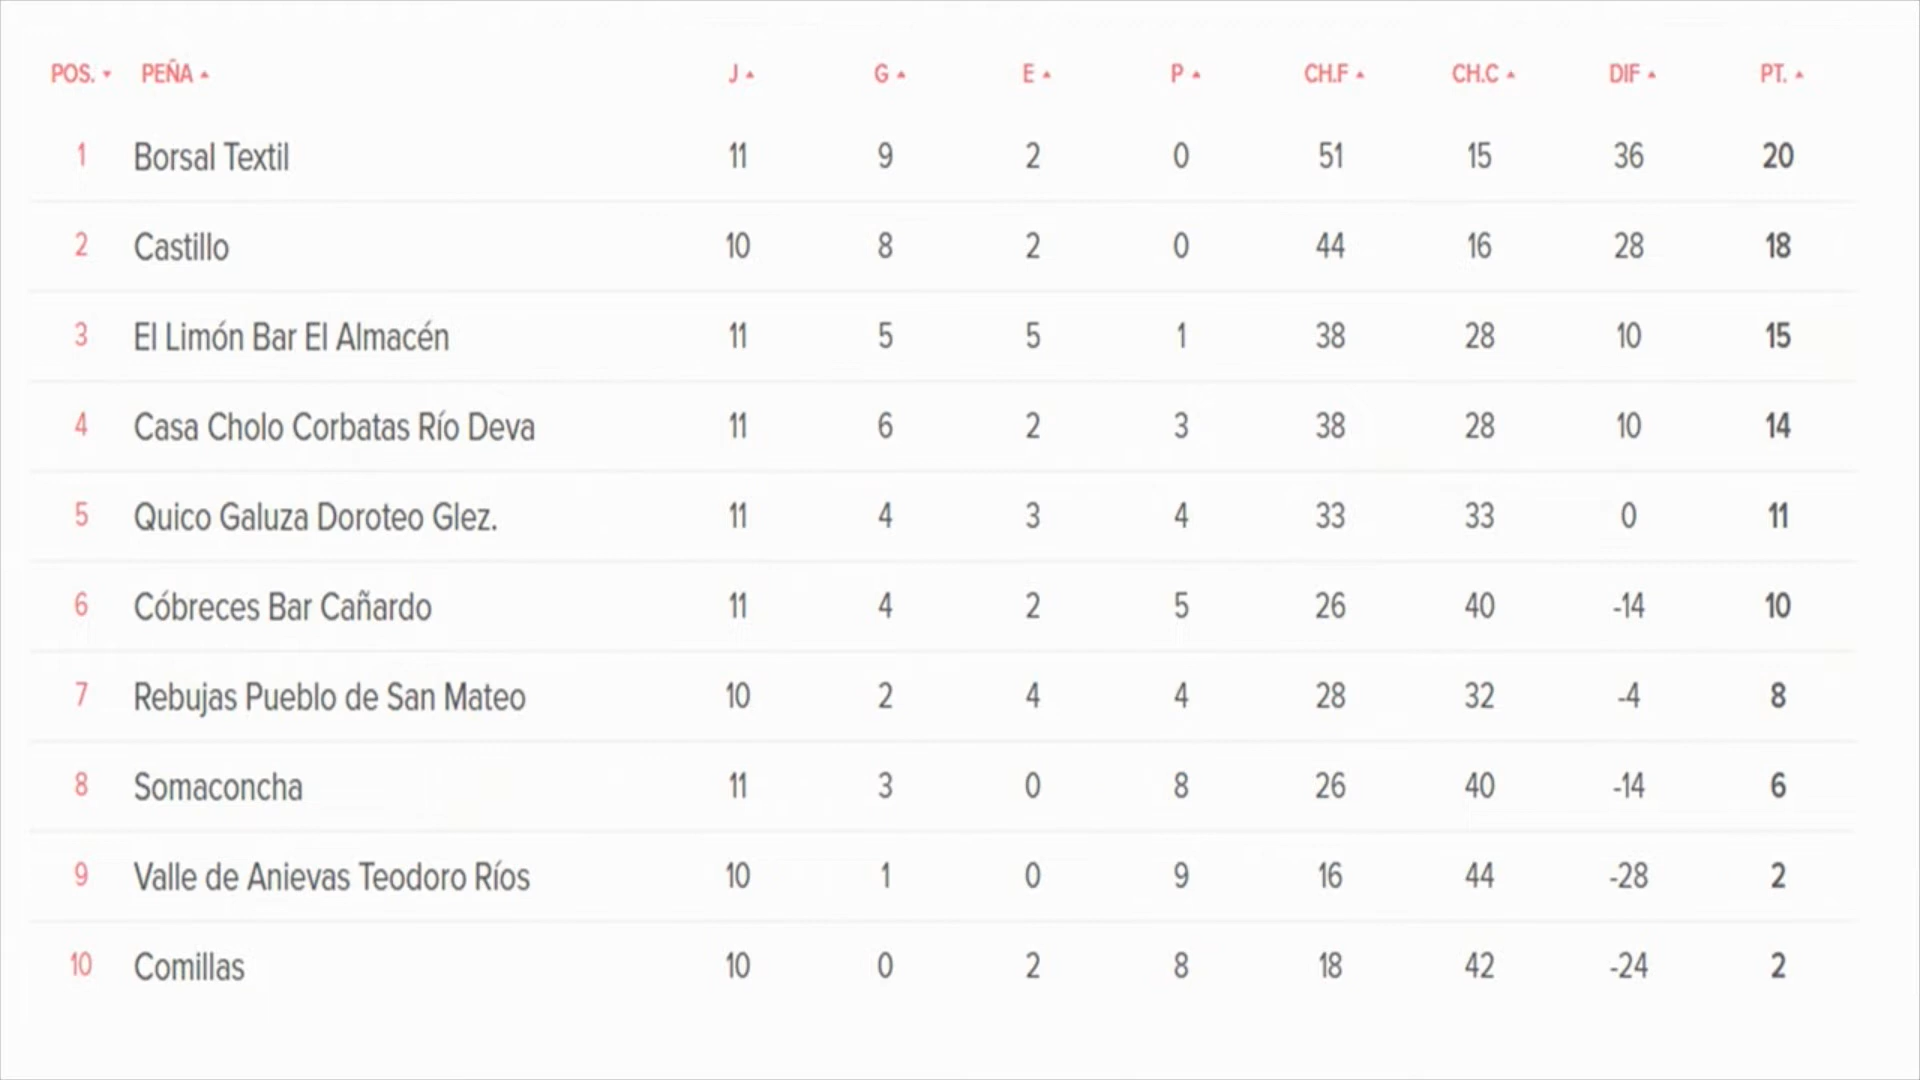 POS. PEÑA J G E P CH.F CH.C DIF PT.
1 Borsal Textil 11 9 2 0 51 15 36 20
2 Castillo 10 8 2 0 44 16 28 18
3 El Limón Bar El Almacén 11 5 5 1 38 28 10 15
4 Casa Cholo Corbatas Río Deva 11 6 2 3 38 28 10 14
5 Quico Galuza Doroteo Glez. 11 4 3 4 33 33 0 11
6 Cóbreces Bar Cañardo 11 4 2 5 26 40 -14 10
7 Rebujas Pueblo de San Mateo 10 2 4 4 28 32 -4 8
8 Somaconcha 11 3 0 8 26 40 -14 6
9 Valle de Anievas Teodoro Ríos 10 1 0 9 16 44 -28 2
10 Comillas 10 0 2 8 18 42 -24 2